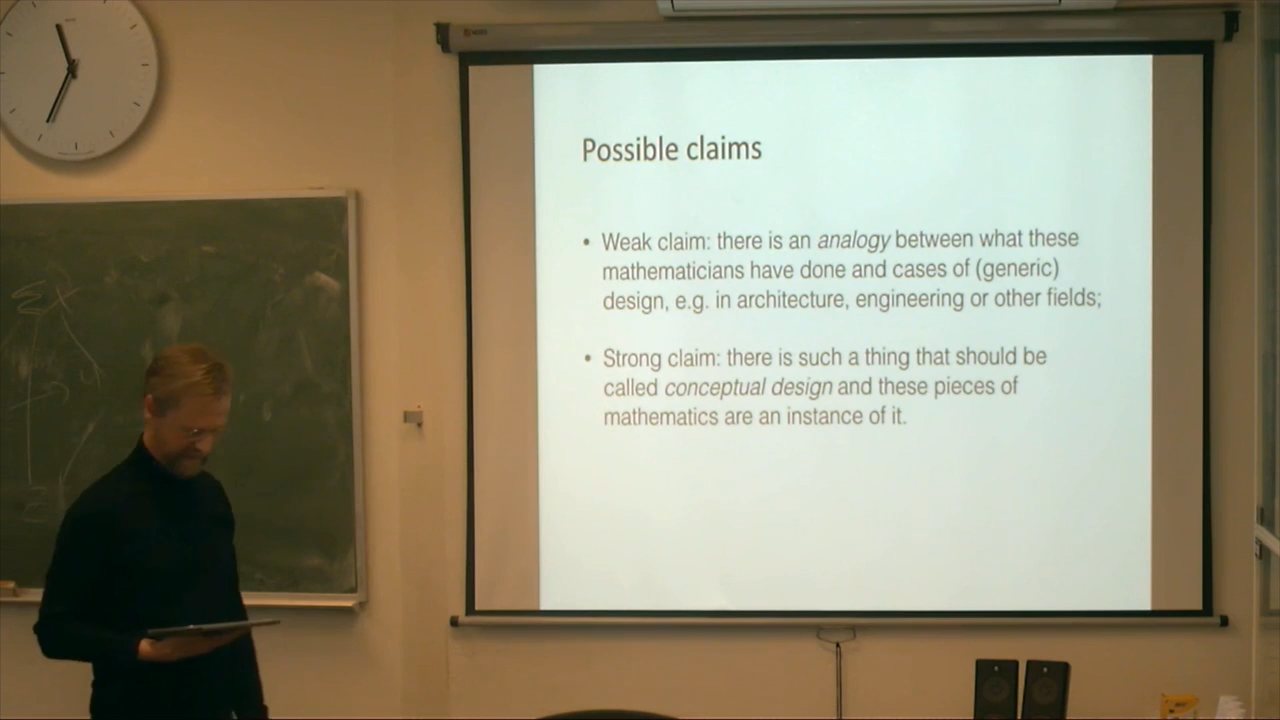 Possible claims
• Weak claim: there is an analogy between what these
mathematicians have done and cases of (generic)
design, e.g. in architecture, engineering or other fields;
• Strong claim: there is such a thing that should be
called conceptual design and these pieces of
mathematics are an instance of it.